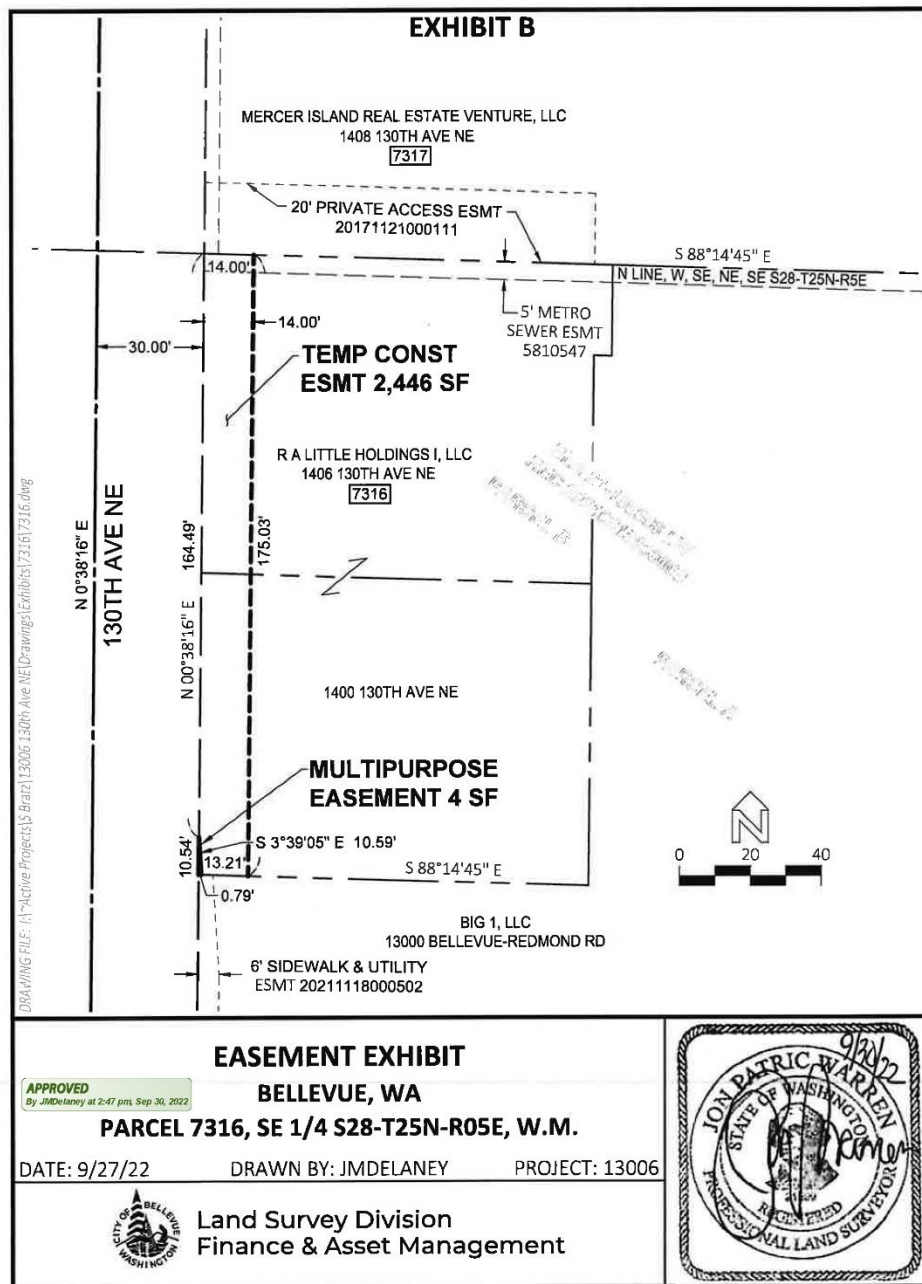 EXHIBIT B
MERCER ISLAND REAL ESTATE VENTURE, LLC
1408 130TH AVE NE
7317
20' PRIVATE ACCESS ESMT
20171121000111
S 88°14'45" E
14.00'
N LINE, W, SE, NE, SE S28-T25N-R5E
14.00'
5' METRO
SEWER ESMT
5810547
30.00'
TEMP CONST
ESMT 2,446 SF
R A LITTLE HOLDINGS I, LLC
1406 130TH AVE NE
7316
N 0°38'16" E
130TH AVE NE
164.49'
175.03'
N 00°38'16" E
1400 130TH AVE NE
MULTIPURPOSE
EASEMENT 4 SF
S 3°39'05" E 10.59'
10.54'
13.21'
S 88°14'45" E
0.79'
N
0 20 40
BIG 1, LLC
13000 BELLEVUE-REDMOND RD
6' SIDEWALK & UTILITY
ESMT 20211118000502
DRAWING FILE: I:\~Active Projects\S Bratz\13006 130th Ave NE\Drawings\Exhibits\7316\7316.dwg
EASEMENT EXHIBIT
APPROVED
By JMDelaney at 2:47 pm, Sep 30, 2022
BELLEVUE, WA
PARCEL 7316, SE 1/4 S28-T25N-R05E, W.M.
DATE: 9/27/22 DRAWN BY: JMDELANEY PROJECT: 13006
CITY OF BELLEVUE
WASHINGTON
Land Survey Division
Finance & Asset Management
9/30/22
JON PATRIC WARREN
STATE OF WASHINGTON
REGISTERED
PROFESSIONAL LAND SURVEYOR